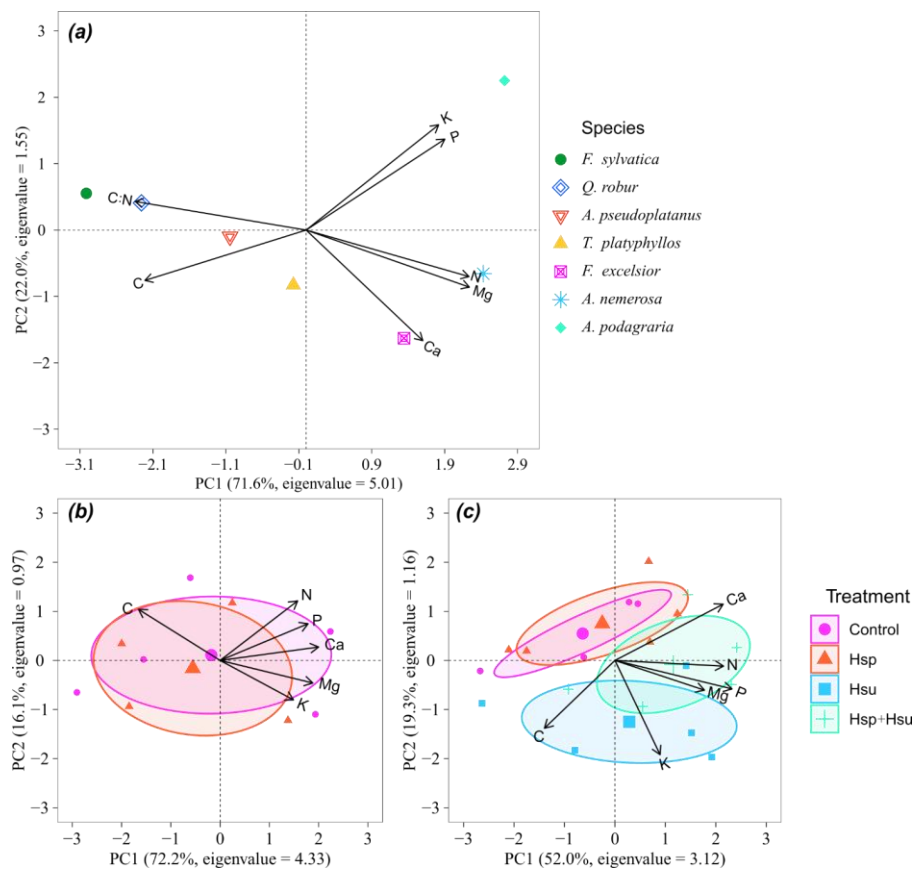 (a)
3
2
1
0
−1
−2
−3
PC2 (22.0%, eigenvalue = 1.55)
K
P
C:N
C
N
Mg
Ca
−3.1 −2.1 −1.1 −0.1 0.9 1.9 2.9
PC1 (71.6%, eigenvalue = 5.01)
Species
F. sylvatica
Q. robur
A. pseudoplatanus
T. platyphyllos
F. excelsior
A. nemerosa
A. podagraria
(b)
3
2
1
0
−1
−2
−3
PC2 (16.1%, eigenvalue = 0.97)
C
N
P
Ca
Mg
K
−3 −2 −1 0 1 2 3
PC1 (72.2%, eigenvalue = 4.33)
(c)
3
2
1
0
−1
−2
−3
PC2 (19.3%, eigenvalue = 1.16)
Ca
N
Mg
P
C
K
−3 −2 −1 0 1 2 3
PC1 (52.0%, eigenvalue = 3.12)
Treatment
Control
Hsp
Hsu
Hsp+Hsu